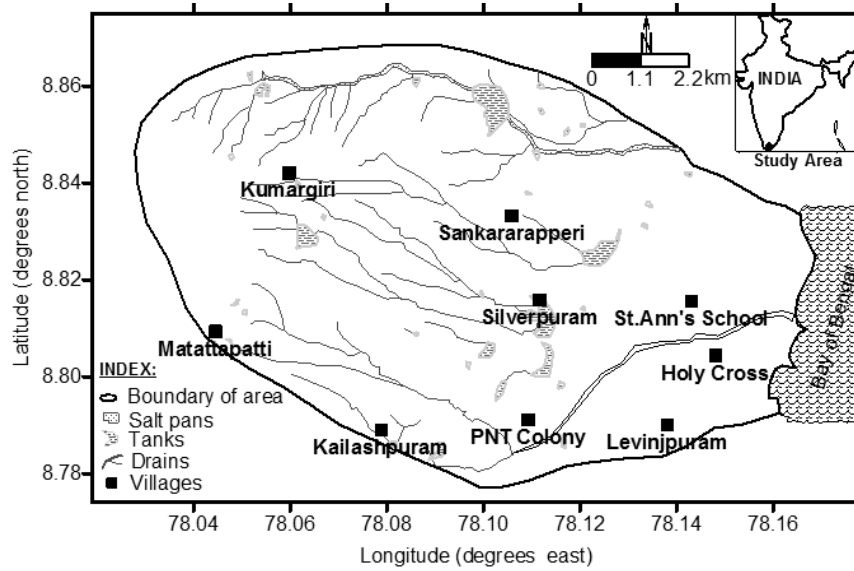 N
0 1.1 2.2km
INDIA
Study Area
8.86
8.84
8.82
8.80
8.78
Latitude (degrees north)
Kumargiri
Sankararapperi
Silverpuram
St.Ann's School
Matattapatti
Holy Cross
Kailashpuram
PNT Colony
Levinjpuram
Bay of Bengal
INDEX:
Boundary of area
Salt pans
Tanks
Drains
Villages
78.04 78.06 78.08 78.10 78.12 78.14 78.16
Longitude (degrees east)